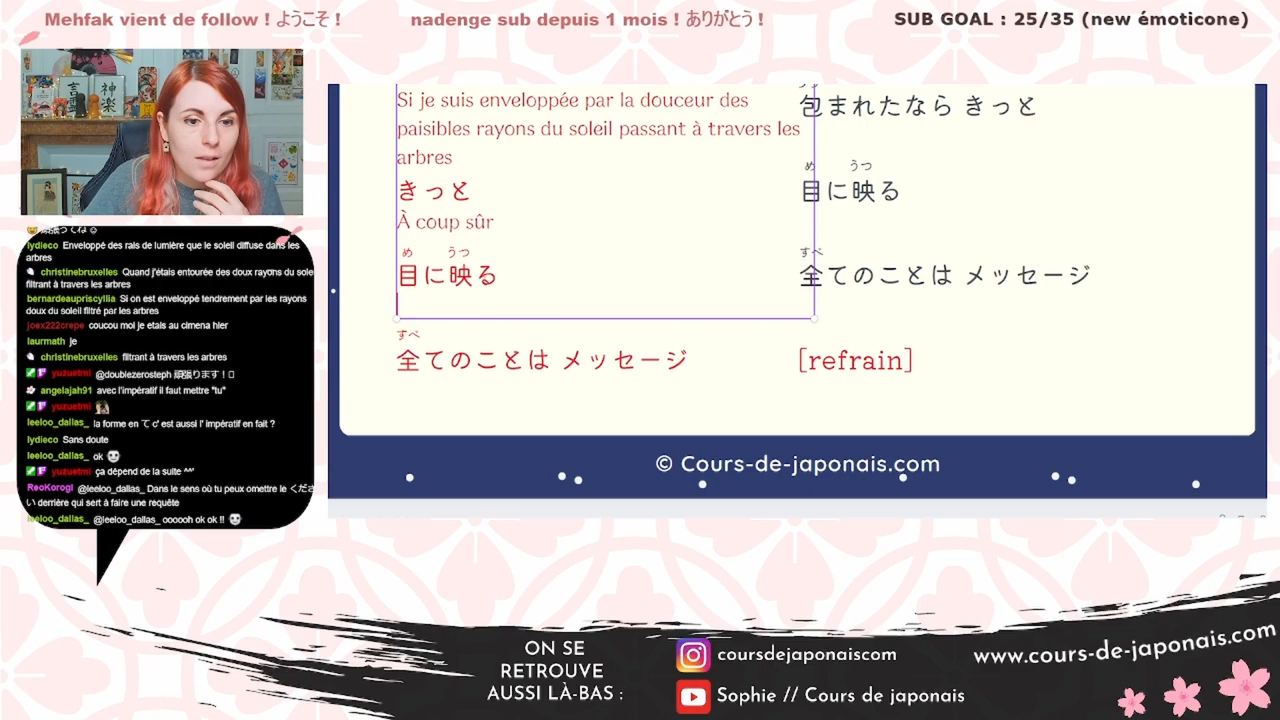 Mehfak vient de follow ! ようこそ !
nadenge sub depuis 1 mois ! ありがとう !
SUB GOAL : 25/35 (new émoticone)
言語
神楽
lydieco Enveloppé des rais de lumière que le soleil diffuse dans les
arbres
christinebruxelles Quand j'étais entourée des doux rayons du sole
filtrant à travers les arbres
bernardeaupriscyllia Si on est enveloppé tendrement par les rayons
doux du soleil filtré par les arbres
joex222crepe coucou moi je etais au cimena hier
laurmath je
christinebruxelles filtrant à travers les arbres
yuzuetmi @doublezerosteph 頑張ります！
angelajah91 avec l'impératif il faut mettre "tu"
yuzuetmi
leeloo_dallas_ la forme en て c' est aussi l' impératif en fait ?
lydieco Sans doute
leeloo_dallas_ ok
yuzuetmi ça dépend de la suite ^^'
ReoKorogi @leeloo_dallas_ Dans le sens où tu peux omettre le くださ
い derrière qui sert à faire une requête
leeloo_dallas_ @leeloo_dallas_ oooooh ok ok !!
Si je suis enveloppée par la douceur des
paisibles rayons du soleil passant à travers les
arbres
きっと
À coup sûr
め うつ
目に映る
すべ
全てのことは メッセージ
包まれたなら きっと
め うつ
目に映る
すべ
全てのことは メッセージ
[refrain]
© Cours-de-japonais.com
ON SE
RETROUVE
AUSSI LÀ-BAS :
coursdejaponaiscom
Sophie // Cours de japonais
www.cours-de-japonais.com